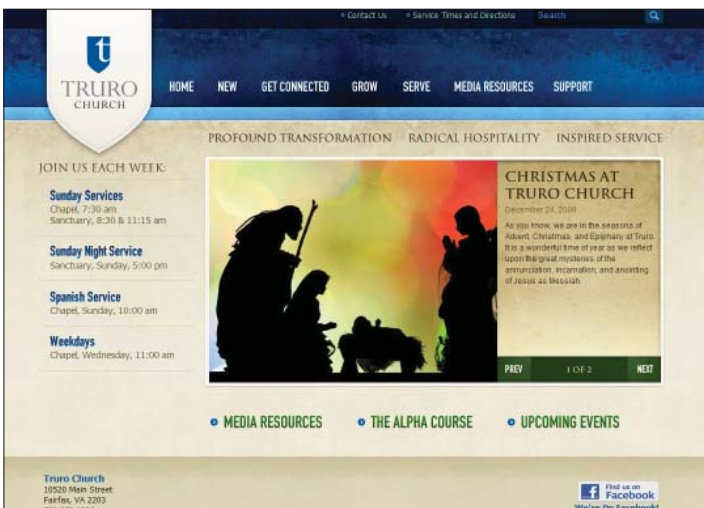 Contact Us
Service Times and Directions
Search
t
TRURO
CHURCH
HOME
NEW
GET CONNECTED
GROW
SERVE
MEDIA RESOURCES
SUPPORT
PROFOUND TRANSFORMATION
RADICAL HOSPITALITY
INSPIRED SERVICE
JOIN US EACH WEEK:
Sunday Services
Chapel, 7:30 am
Sanctuary, 8:30 & 11:15 am
Sunday Night Service
Sanctuary, Sunday, 5:00 pm
Spanish Service
Chapel, Sunday, 10:00 am
Weekdays
Chapel, Wednesday, 11:00 am
CHRISTMAS AT
TRURO CHURCH
December 24, 2009
As you know, we are in the seasons of
Advent, Christmas, and Epiphany at Truro.
It is a wonderful time of year as we reflect
upon the great mysteries of the
annunciation, incarnation, and anointing
of Jesus as Messiah.
PREV
1 OF 2
NEXT
MEDIA RESOURCES
THE ALPHA COURSE
UPCOMING EVENTS
Truro Church
10520 Main Street
Fairfax, VA 2203
Find us on
Facebook
We're On Facebook!